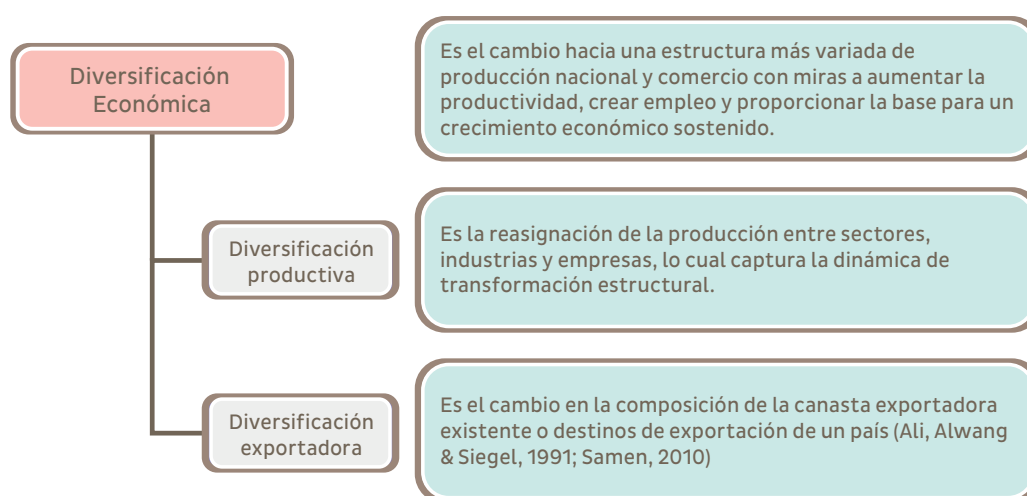 Diversificación
Económica
Es el cambio hacia una estructura más variada de
producción nacional y comercio con miras a aumentar la
productividad, crear empleo y proporcionar la base para un
crecimiento económico sostenido.
Diversificación
productiva
Es la reasignación de la producción entre sectores,
industrias y empresas, lo cual captura la dinámica de
transformación estructural.
Diversificación
exportadora
Es el cambio en la composición de la canasta exportadora
existente o destinos de exportación de un país (Ali, Alwang
& Siegel, 1991; Samen, 2010)